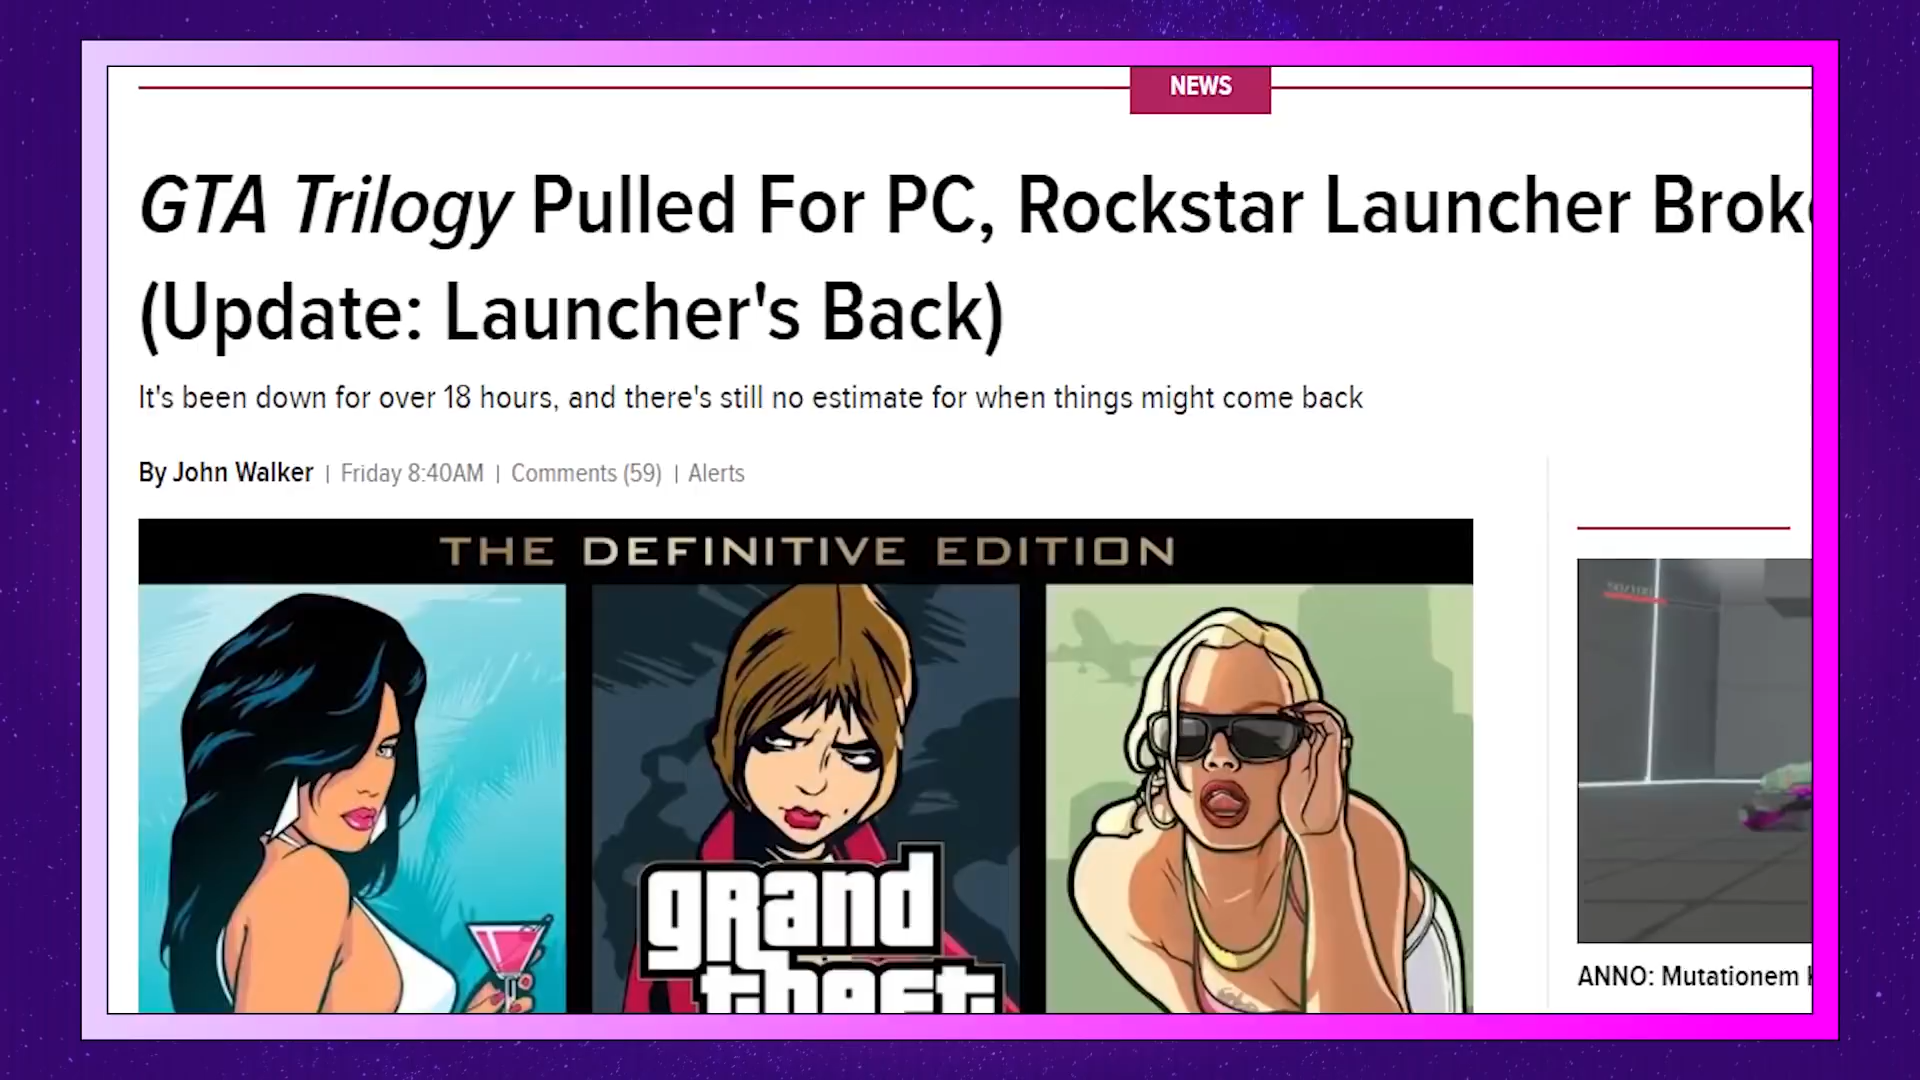 NEWS
GTA Trilogy Pulled For PC, Rockstar Launcher
(Update: Launcher's Back)
It's been down for over 18 hours, and there's still no estimate for when things might come back
By John Walker | Friday 8:40AM | Comments (59) | Alerts
THE DEFINITIVE EDITION
grand
theft
ANNO: Mutationem